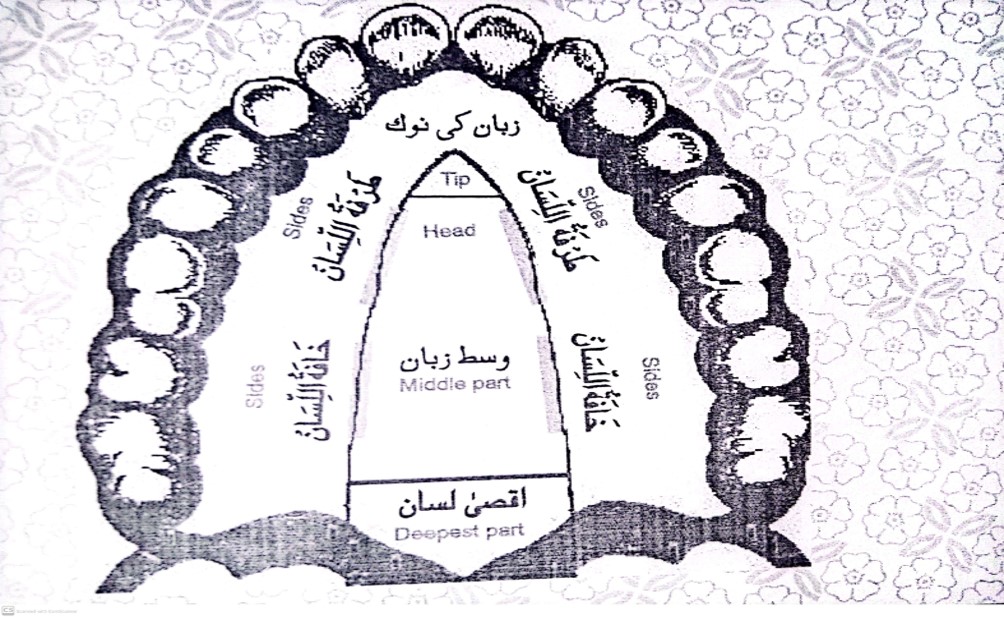 زبان کی نوک
Tip
Sides
طَرْفَةُ اللِّسَانْ
Sides
طَرْفَةُ اللِّسَانْ
Head
وسط زبان
Middle part
Sides
حَافَةُ اللِّسَانْ
Sides
حَافَةُ اللِّسَانْ
اقصیٰ لسان
Deepest part
CS